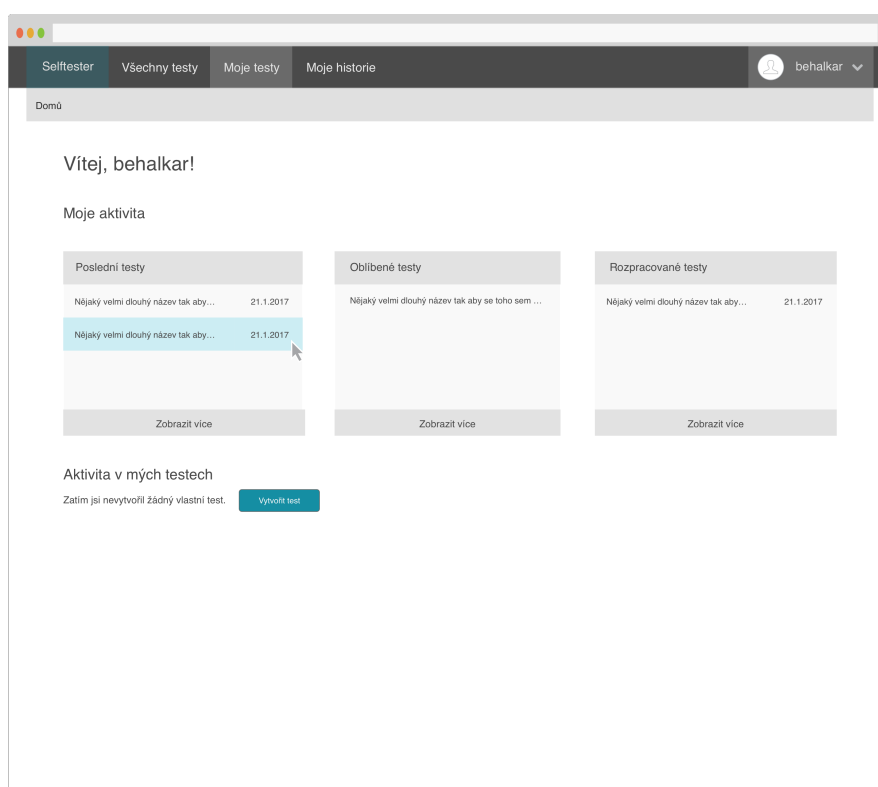 Selftester Všechny testy Moje testy Moje historie behalkar
Domů
Vítej, behalkar!
Moje aktivita
Poslední testy
Nějaký velmi dlouhý název tak aby… 21.1.2017
Nějaký velmi dlouhý název tak aby… 21.1.2017
Zobrazit více
Oblíbené testy
Nějaký velmi dlouhý název tak aby se toho sem …
Zobrazit více
Rozpracované testy
Nějaký velmi dlouhý název tak aby… 21.1.2017
Zobrazit více
Aktivita v mých testech
Zatím jsi nevytvořil žádný vlastní test. Vytvořit test